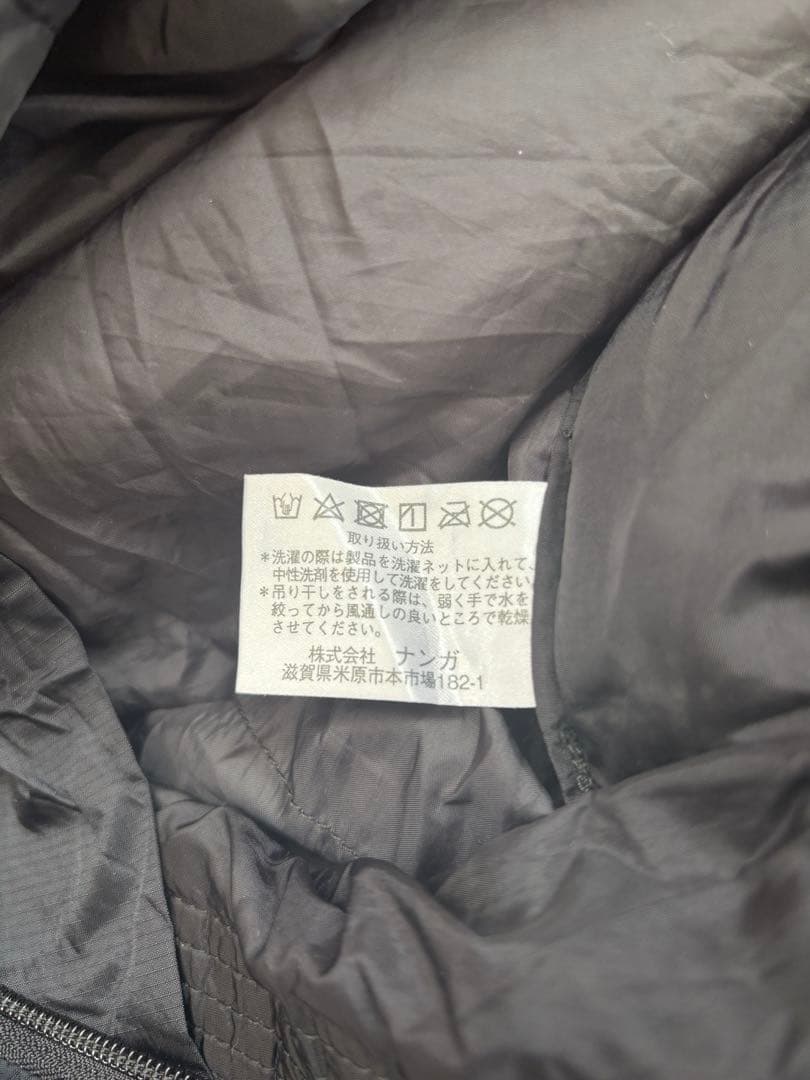 取り扱い方法
*洗濯の際は製品を洗濯ネットに入れて、
中性洗剤を使用して洗濯をしてください
*吊り干しをされる際は、弱く手で水を
絞ってから風通しの良いところで乾燥
させてください。
株式会社 ナンガ
滋賀県米原市本市場182-1